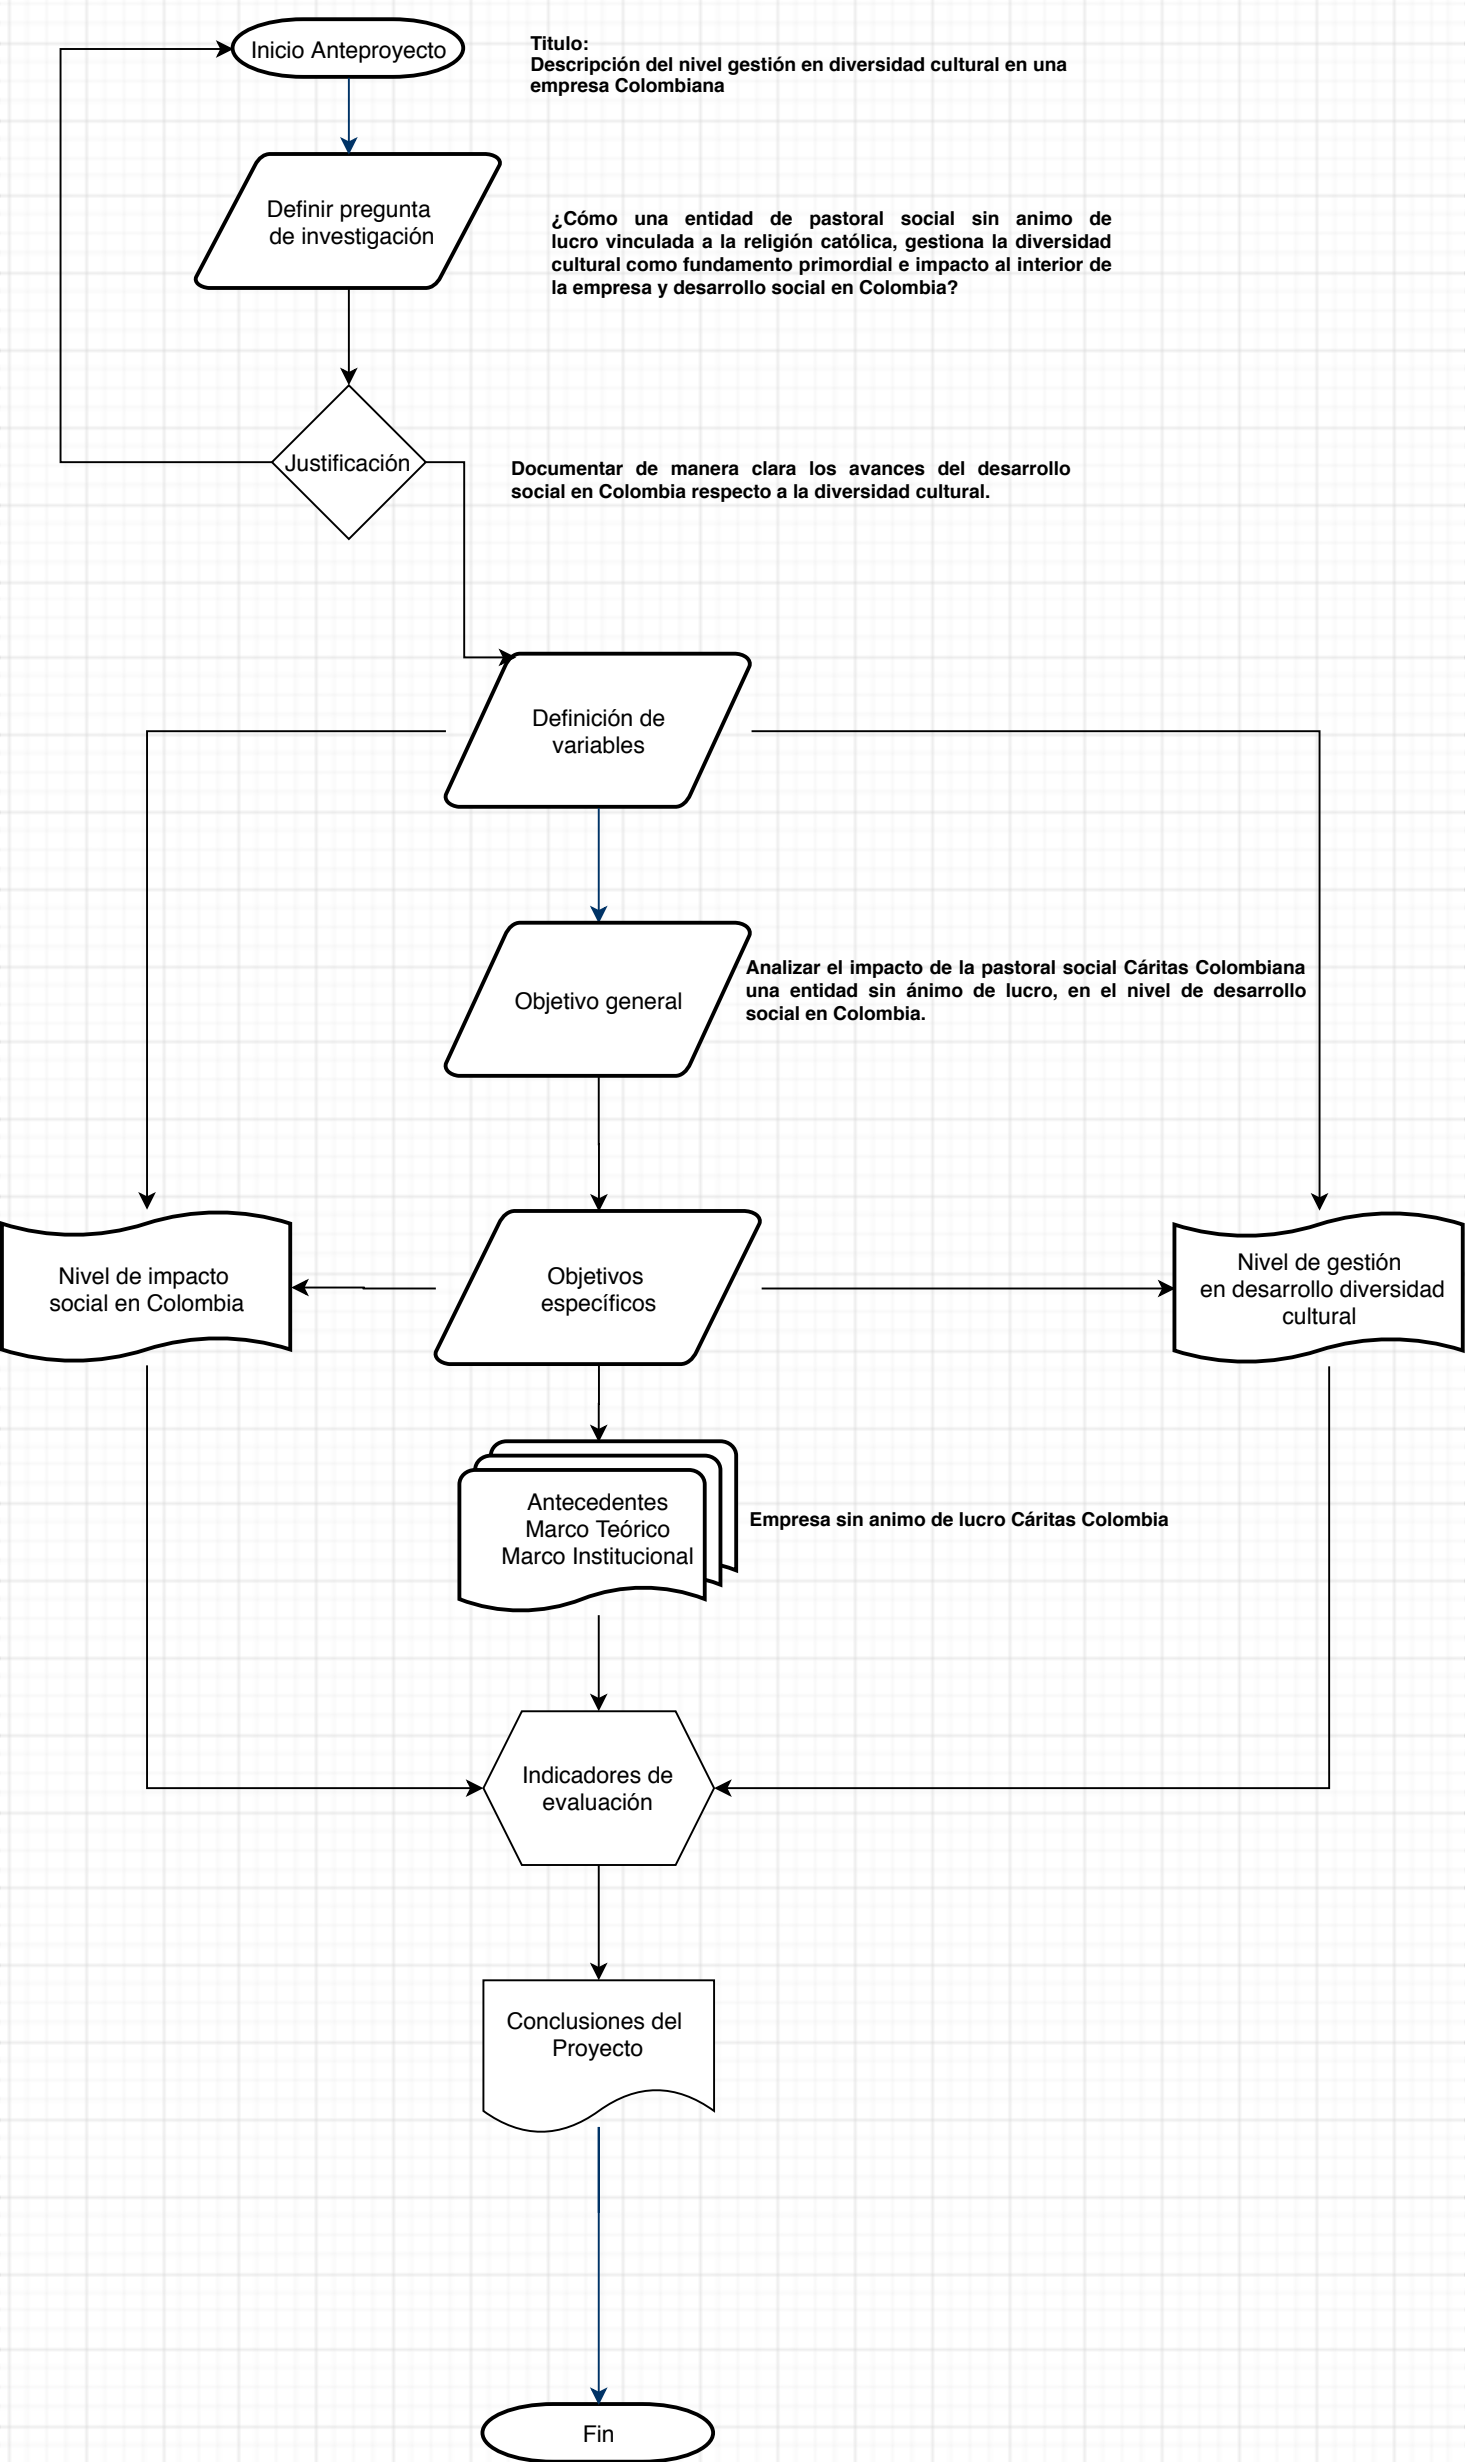 Inicio Anteproyecto
Titulo:
Descripción del nivel gestión en diversidad cultural en una
empresa Colombiana
Definir pregunta
de investigación
¿Cómo una entidad de pastoral social sin animo de
lucro vinculada a la religión católica, gestiona la diversidad
cultural como fundamento primordial e impacto al interior de
la empresa y desarrollo social en Colombia?
Justificación
Documentar de manera clara los avances del desarrollo
social en Colombia respecto a la diversidad cultural.
Definición de
variables
Objetivo general
Analizar el impacto de la pastoral social Cáritas Colombiana
una entidad sin ánimo de lucro, en el nivel de desarrollo
social en Colombia.
Nivel de impacto
social en Colombia
Objetivos
específicos
Nivel de gestión
en desarrollo diversidad
cultural
Antecedentes
Marco Teórico
Marco Institucional
Empresa sin animo de lucro Cáritas Colombia
Indicadores de
evaluación
Conclusiones del
Proyecto
Fin